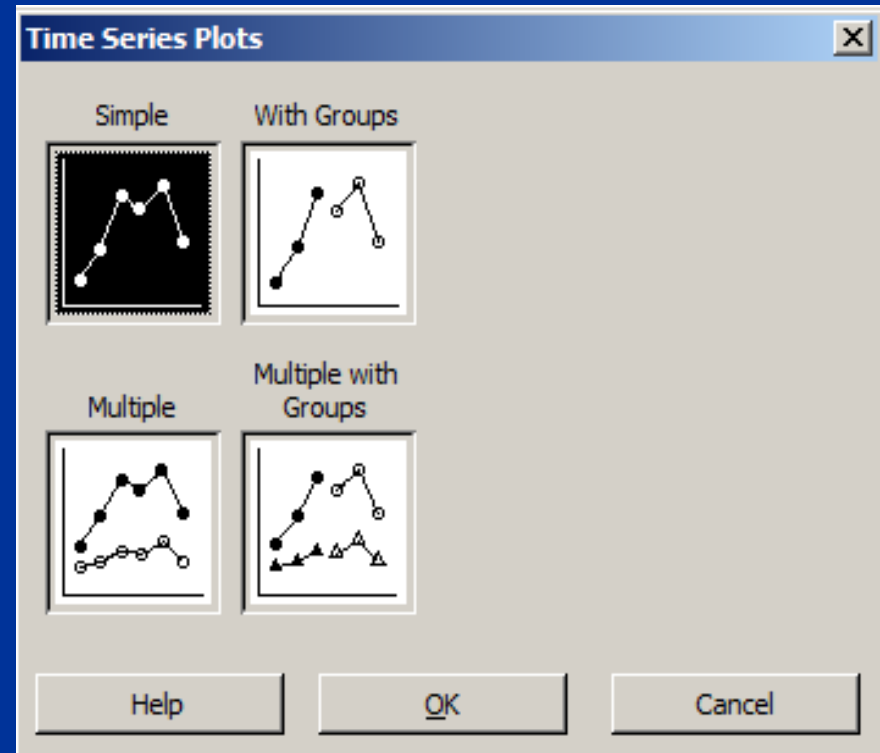 Time Series Plots
Simple
With Groups
Multiple
Multiple with
Groups
Help
OK
Cancel